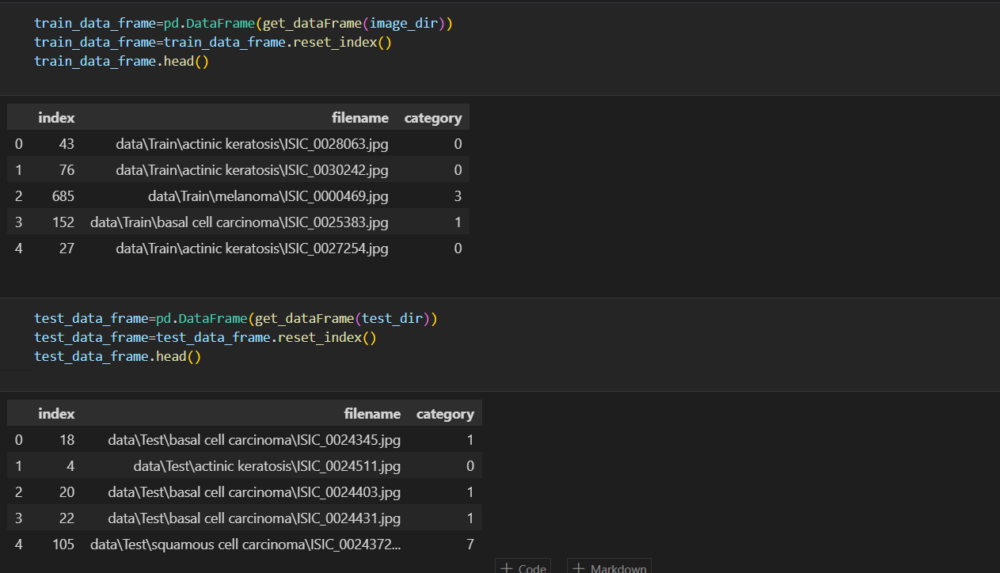 train_data_frame=pd.DataFrame(get_dataFrame(image_dir))
train_data_frame=train_data_frame.reset_index()
train_data_frame.head()
index filename category
0 43 data\Train\actinic keratosis\ISIC_0028063.jpg 0
1 76 data\Train\actinic keratosis\ISIC_0030242.jpg 0
2 685 data\Train\melanoma\ISIC_0000469.jpg 3
3 152 data\Train\basal cell carcinoma\ISIC_0025383.jpg 1
4 27 data\Train\actinic keratosis\ISIC_0027254.jpg 0
test_data_frame=pd.DataFrame(get_dataFrame(test_dir))
test_data_frame=test_data_frame.reset_index()
test_data_frame.head()
index filename category
0 18 data\Test\basal cell carcinoma\ISIC_0024345.jpg 1
1 4 data\Test\actinic keratosis\ISIC_0024511.jpg 0
2 20 data\Test\basal cell carcinoma\ISIC_0024403.jpg 1
3 22 data\Test\basal cell carcinoma\ISIC_0024431.jpg 1
4 105 data\Test\squamous cell carcinoma\ISIC_0024372... 7
+ Code + Markdown